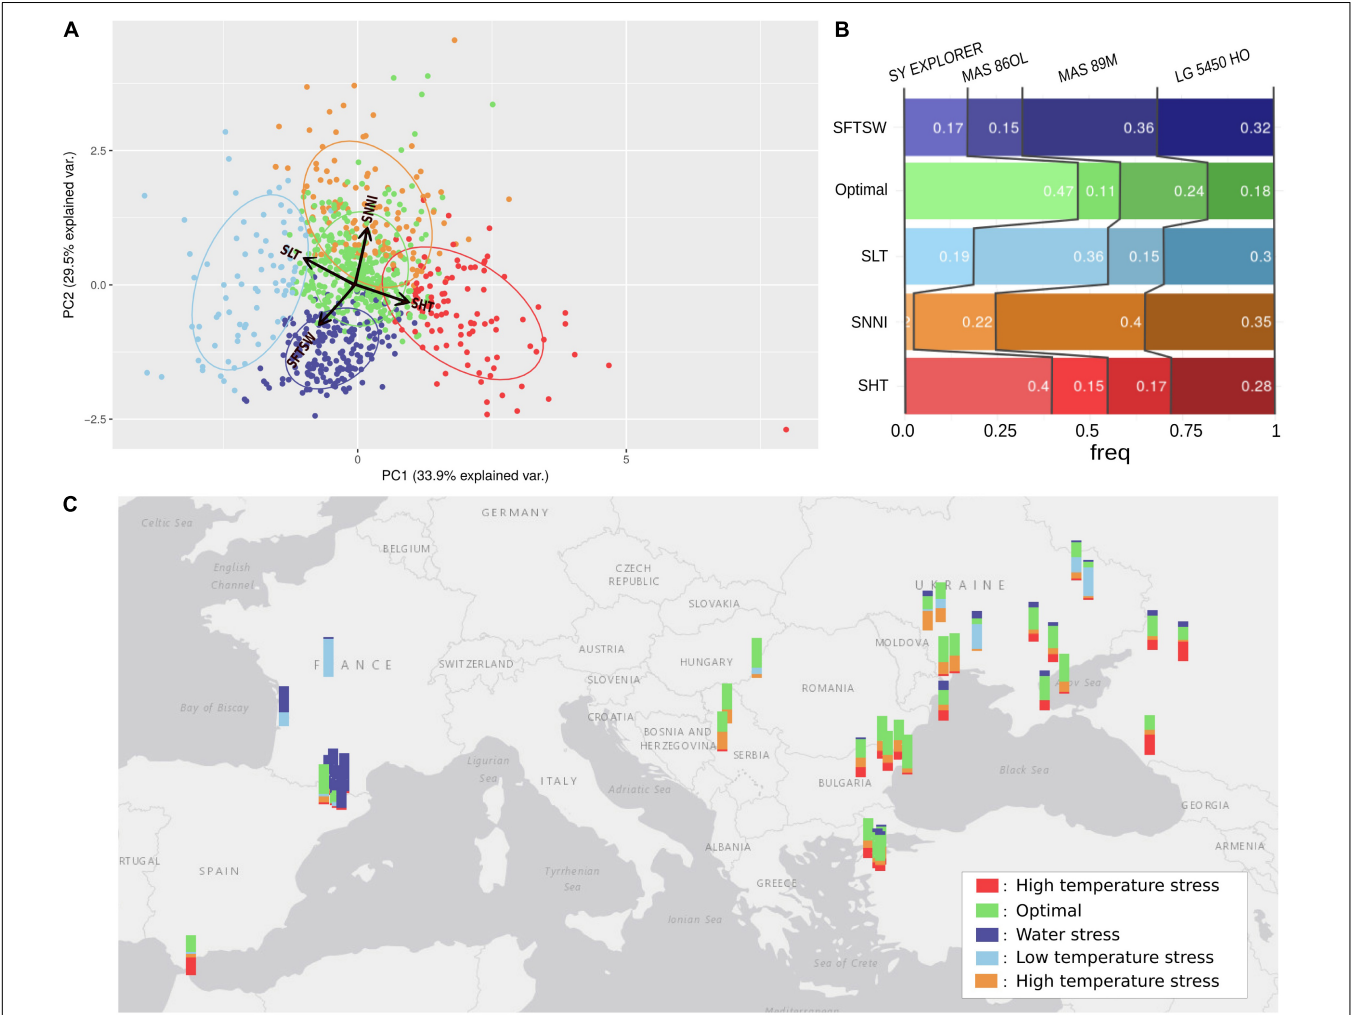 A
PC2 (29.5% explained var.)
2.5
0.0
−2.5
SNNI
SLT
SHT
SFTSW
0
5
PC1 (33.9% explained var.)
B
SY EXPLORER
MAS 86OL
MAS 89M
LG 5450 HO
SFTSW
0.17
0.15
0.36
0.32
Optimal
0.47
0.11
0.24
0.18
SLT
0.19
0.36
0.15
0.3
SNNI
2
0.22
0.4
0.35
SHT
0.4
0.15
0.17
0.28
0.0
0.25
0.5
0.75
1
freq
C
Celtic Sea
GERMANY
BELGIUM
English
Channel
CZECH
REPUBLIC
UKRAINE
SLOVAKIA
FRANCE
SWITZERLAND
AUSTRIA
HUNGARY
MOLDOVA
SLOVENIA
ROMANIA
Azov Sea
Bay of Biscay
CROATIA
BOSNIA AND
HERZEGOVINA
SERBIA
Ligurian
Sea
ITALY
Adriatic Sea
BULGARIA
Black Sea
GEORGIA
ALBANIA
ARMENIA
RTUGAL
SPAIN
Tyrrhenian
Sea
GREECE
Ionian Sea
Sea of Crete
Mediterranean
: High temperature stress
: Optimal
: Water stress
: Low temperature stress
: High temperature stress